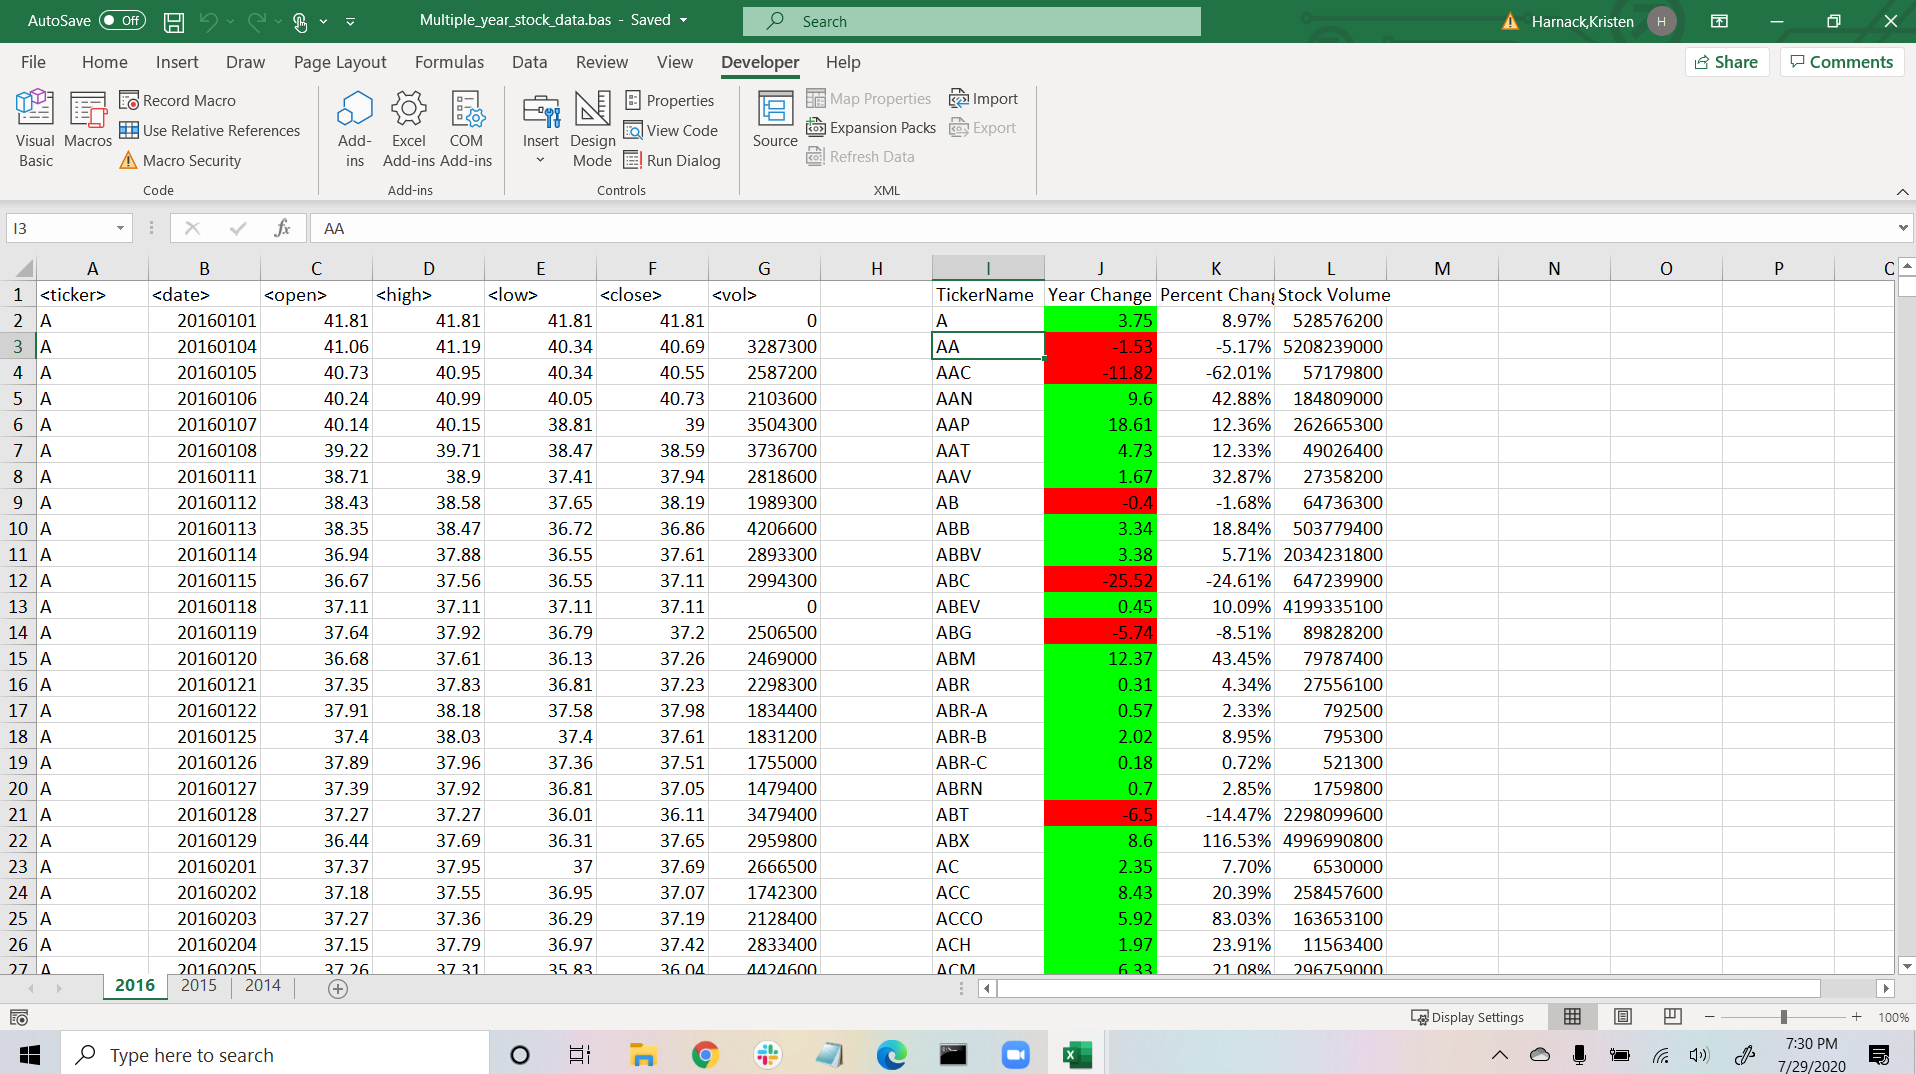 AutoSave Off Multiple_year_stock_data.bas - Saved Search Harnack,Kristen H
File Home Insert Draw Page Layout Formulas Data Review View Developer Help Share Comments
Visual Basic Macros Record Macro Use Relative References Macro Security
Add-ins Excel Add-ins COM Add-ins
Insert Design Mode Properties View Code Run Dialog
Source Map Properties Expansion Packs Refresh Data Import Export
Code Add-ins Controls XML
I3 fx AA
A B C D E F G H I J K L M N O P Q
1 <ticker> <date> <open> <high> <low> <close> <vol> TickerName Year Change Percent Chang Stock Volume
2 A 20160101 41.81 41.81 41.81 41.81 0 A 3.75 8.97% 528576200
3 A 20160104 41.06 41.19 40.34 40.69 3287300 AA -1.53 -5.17% 5208239000
4 A 20160105 40.73 40.95 40.34 40.55 2587200 AAC -11.82 -62.01% 57179800
5 A 20160106 40.24 40.99 40.05 40.73 2103600 AAN 9.6 42.88% 184809000
6 A 20160107 40.14 40.15 38.81 39 3504300 AAP 18.61 12.36% 262665300
7 A 20160108 39.22 39.71 38.47 38.59 3736700 AAT 4.73 12.33% 49026400
8 A 20160111 38.71 38.9 37.41 37.94 2818600 AAV 1.67 32.87% 27358200
9 A 20160112 38.43 38.58 37.65 38.19 1989300 AB -0.4 -1.68% 64736300
10 A 20160113 38.35 38.47 36.72 36.86 4206600 ABB 3.34 18.84% 503779400
11 A 20160114 36.94 37.88 36.55 37.61 2893300 ABBV 3.38 5.71% 2034231800
12 A 20160115 36.67 37.56 36.55 37.11 2994300 ABC -25.52 -24.61% 647239900
13 A 20160118 37.11 37.11 37.11 37.11 0 ABEV 0.45 10.09% 4199335100
14 A 20160119 37.64 37.92 36.79 37.2 2506500 ABG -5.74 -8.51% 89828200
15 A 20160120 36.68 37.61 36.13 37.26 2469000 ABM 12.37 43.45% 79787400
16 A 20160121 37.35 37.83 36.81 37.23 2298300 ABR 0.31 4.34% 27556100
17 A 20160122 37.91 38.18 37.58 37.98 1834400 ABR-A 0.57 2.33% 792500
18 A 20160125 37.4 38.03 37.4 37.61 1831200 ABR-B 2.02 8.95% 795300
19 A 20160126 37.89 37.96 37.36 37.51 1755000 ABR-C 0.18 0.72% 521300
20 A 20160127 37.39 37.92 36.81 37.05 1479400 ABRN 0.7 2.85% 1759800
21 A 20160128 37.27 37.27 36.01 36.11 3479400 ABT -6.5 -14.47% 2298099600
22 A 20160129 36.44 37.69 36.31 37.65 2959800 ABX 8.6 116.53% 4996990800
23 A 20160201 37.37 37.95 37 37.69 2666500 AC 2.35 7.70% 6530000
24 A 20160202 37.18 37.55 36.95 37.07 1742300 ACC 8.43 20.39% 258457600
25 A 20160203 37.27 37.36 36.29 37.19 2128400 ACCO 5.92 83.03% 163653100
26 A 20160204 37.15 37.79 36.97 37.42 2833400 ACH 1.97 23.91% 11563400
27 A 20160205 37.26 37.31 35.83 36.04 4424600 ACM 6.33 21.08% 296759000
2016 2015 2014
Display Settings 100%
Type here to search 7:30 PM
7/29/2020